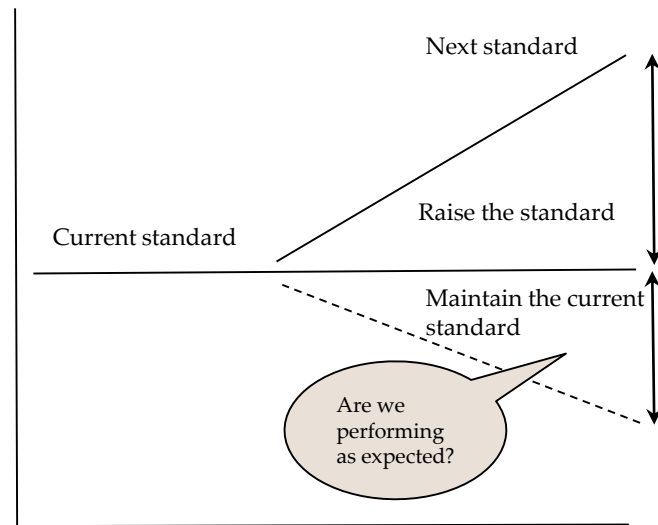 Next standard
Raise the standard
Current standard
Maintain the current
standard
Are we
performing
as expected?